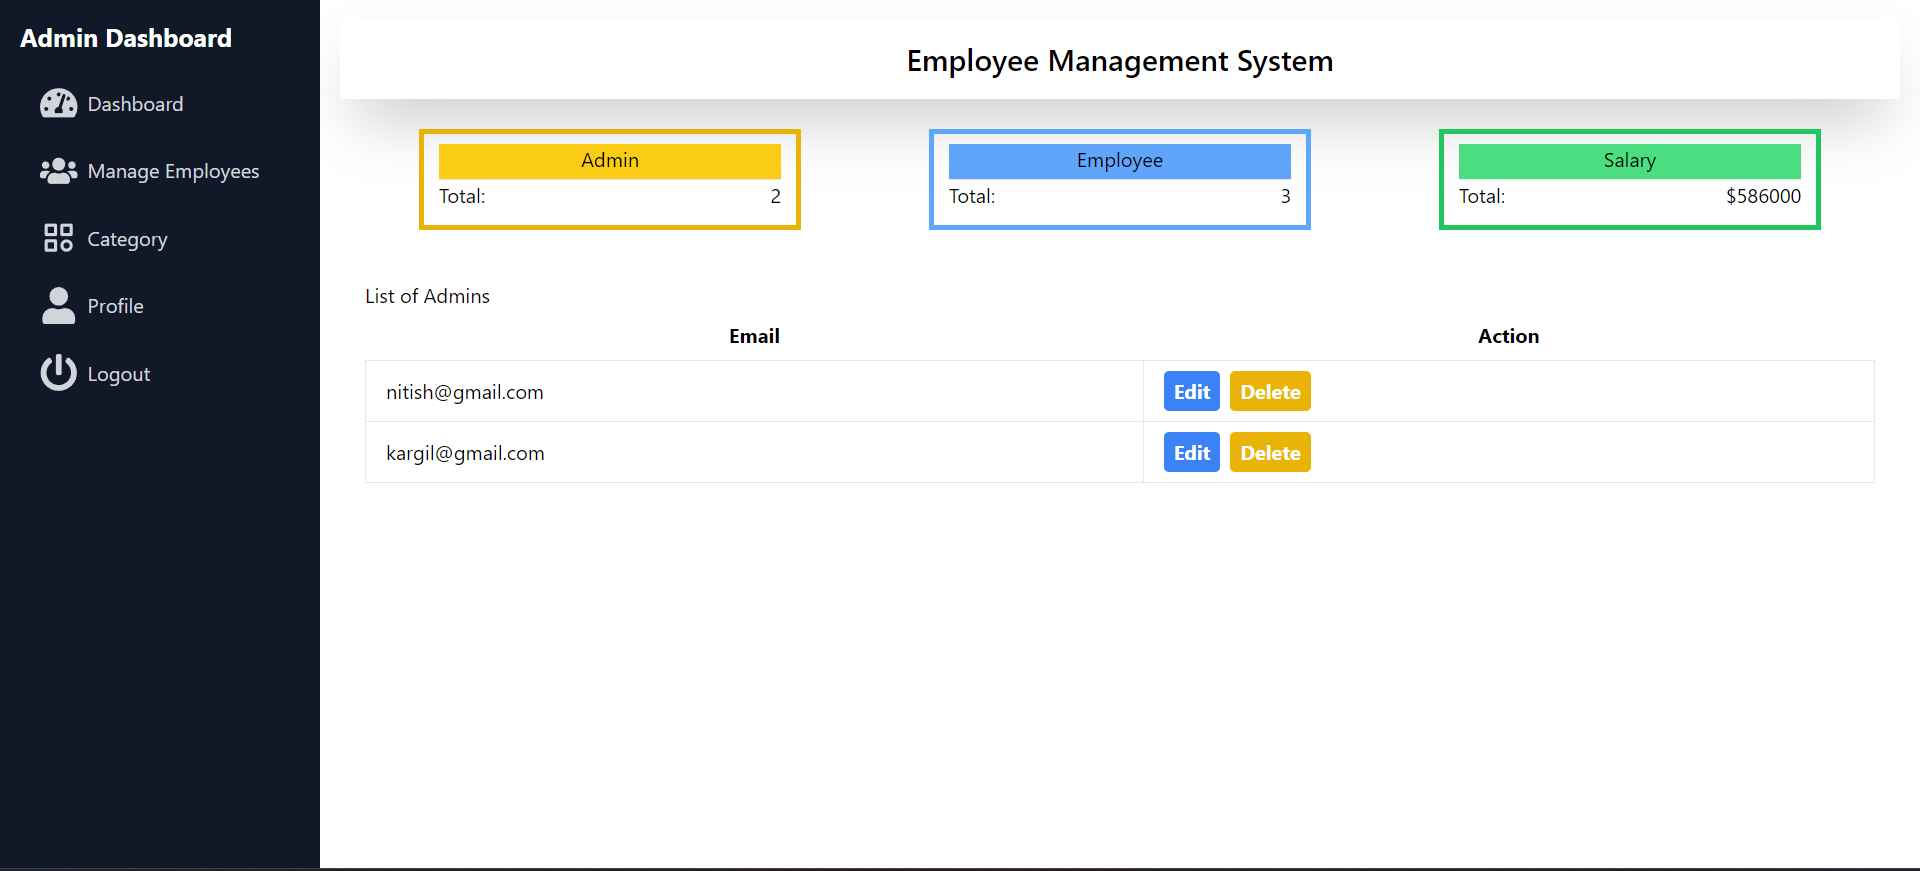 Admin Dashboard
Dashboard
Manage Employees
Category
Profile
Logout
Employee Management System
Admin
Total: 2
Employee
Total: 3
Salary
Total: $586000
List of Admins
Email Action
nitish@gmail.com Edit Delete
kargil@gmail.com Edit Delete